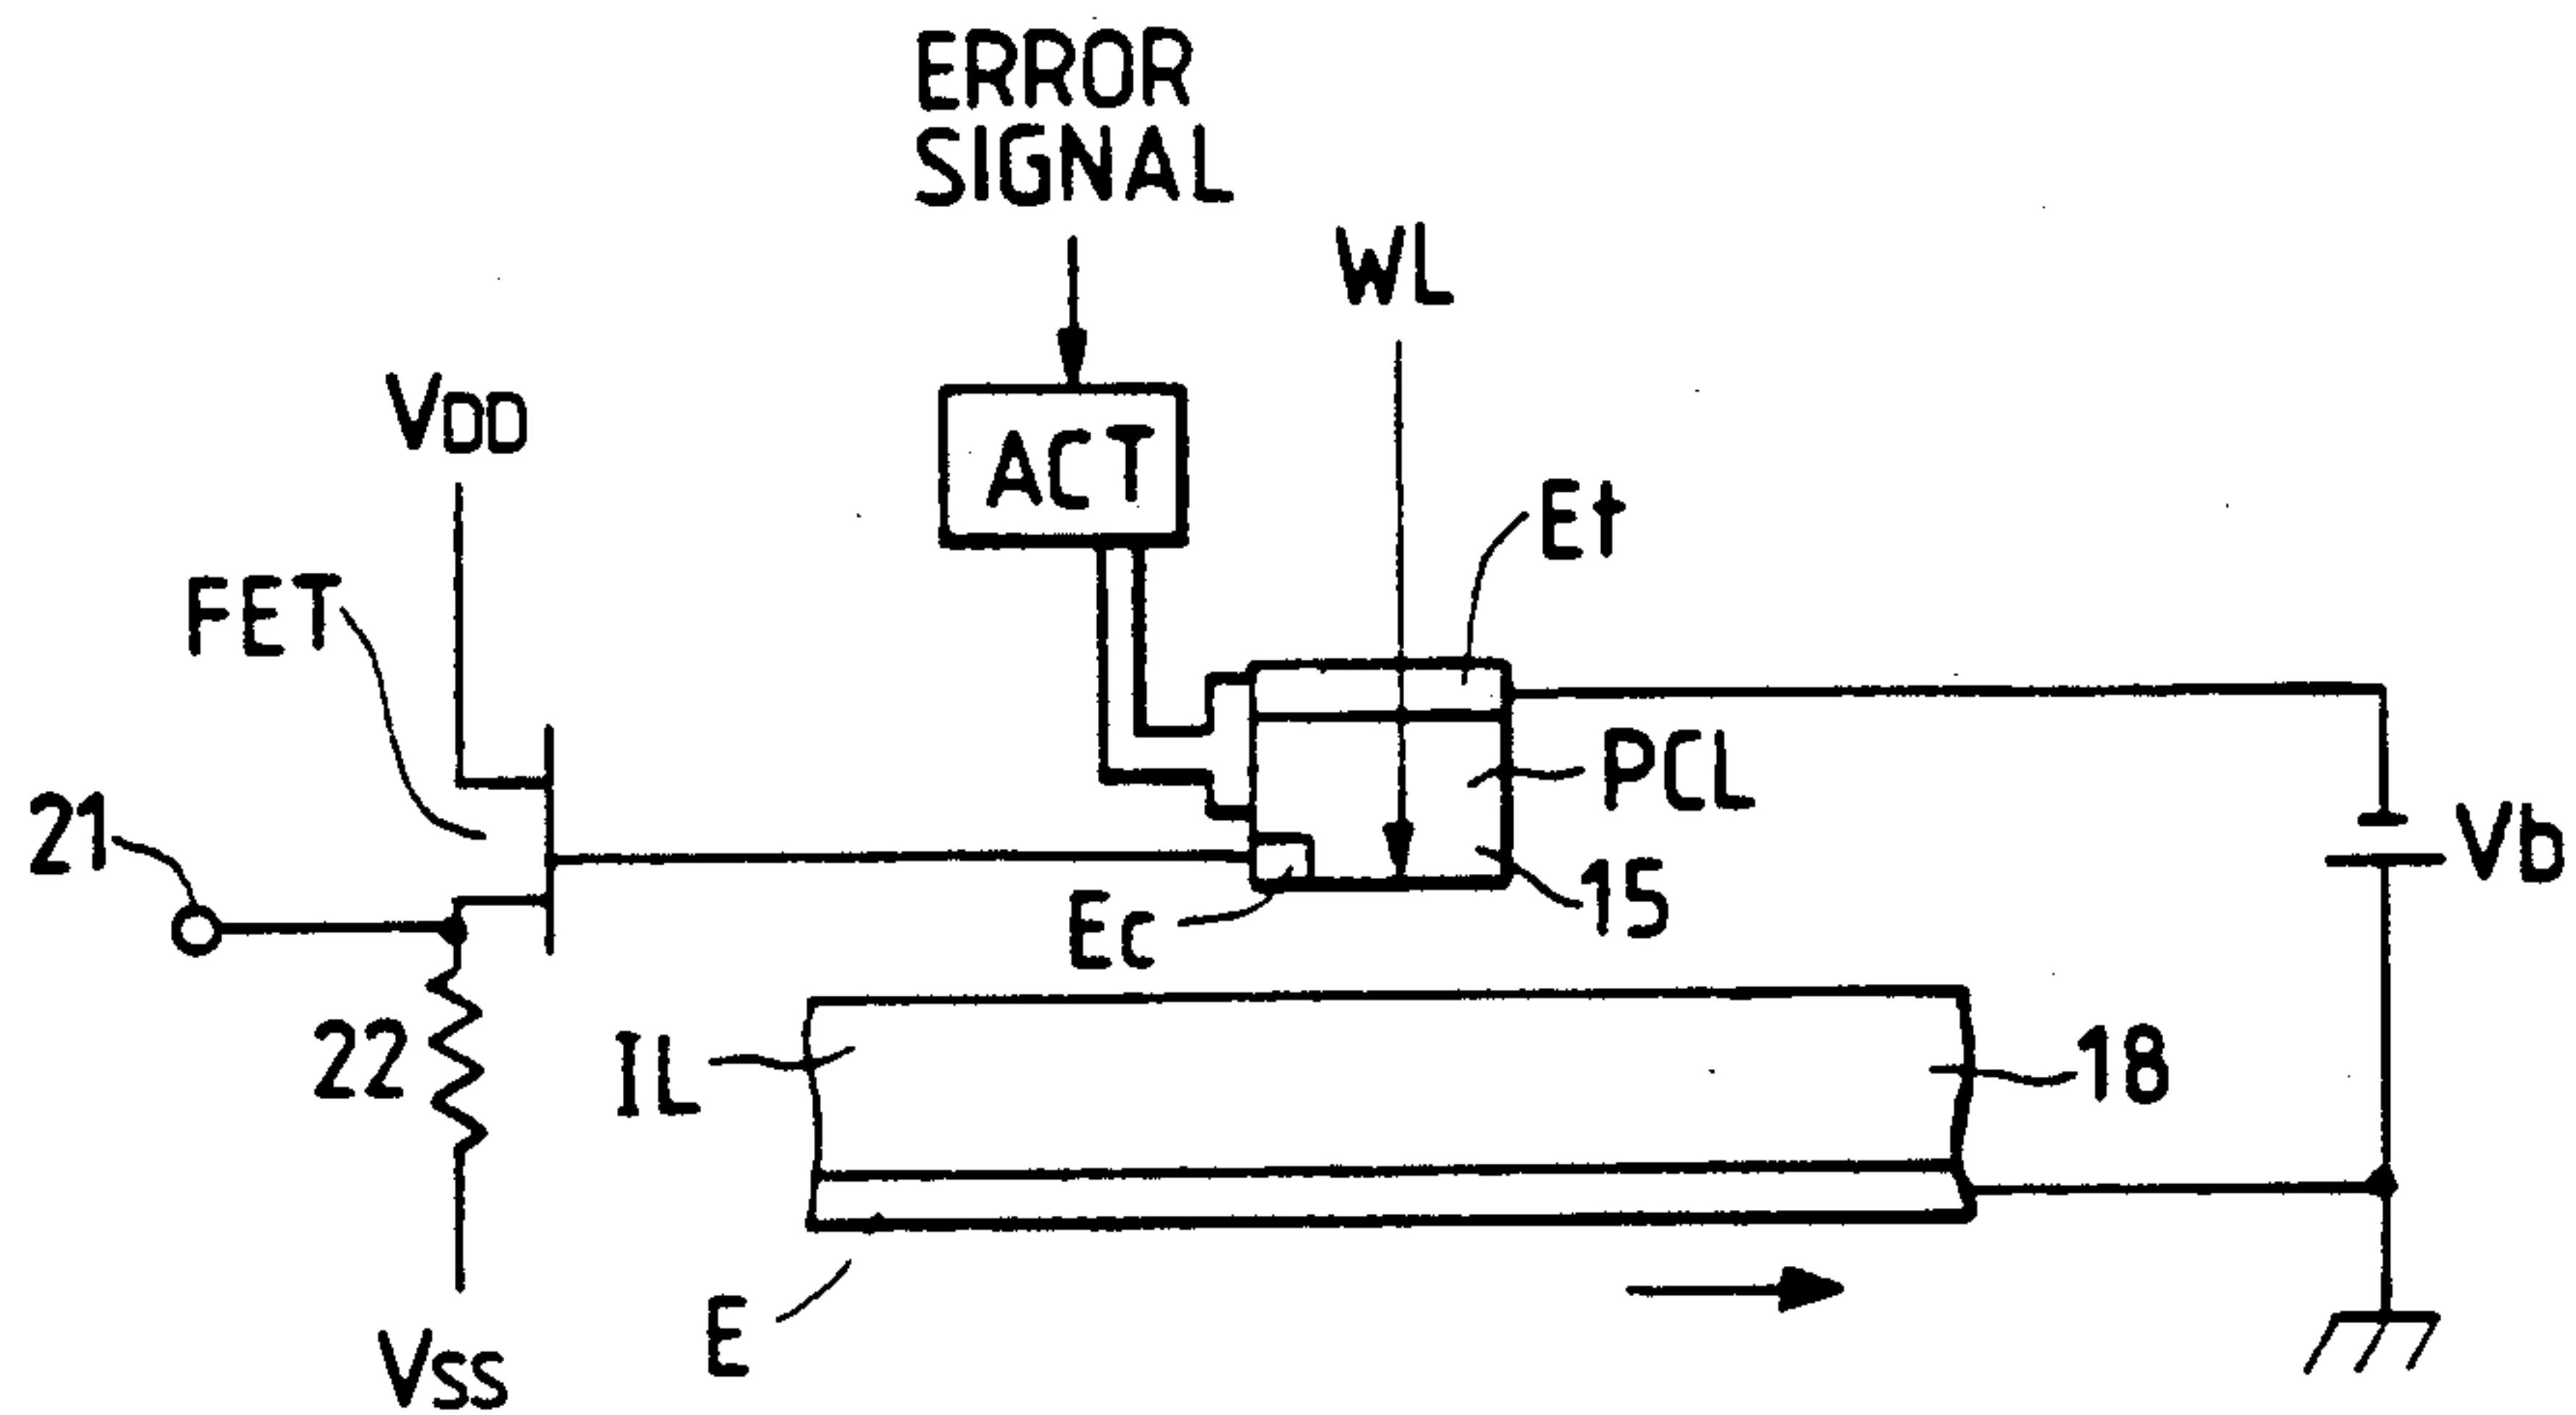 ERROR
SIGNAL
WL
VDD
ACT
Et
FET
PCL
21
Vb
15
Ec
22
IL
18
E
VSS